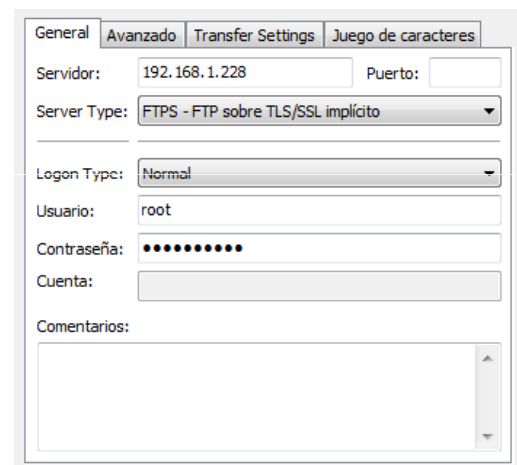 General Avanzado Transfer Settings Juego de caracteres
Servidor: 192.168.1.228 Puerto:
Server Type: FTPS - FTP sobre TLS/SSL implícito
Logon Type: Normal
Usuario: root
Contraseña: ●●●●●●●●●●
Cuenta:
Comentarios: